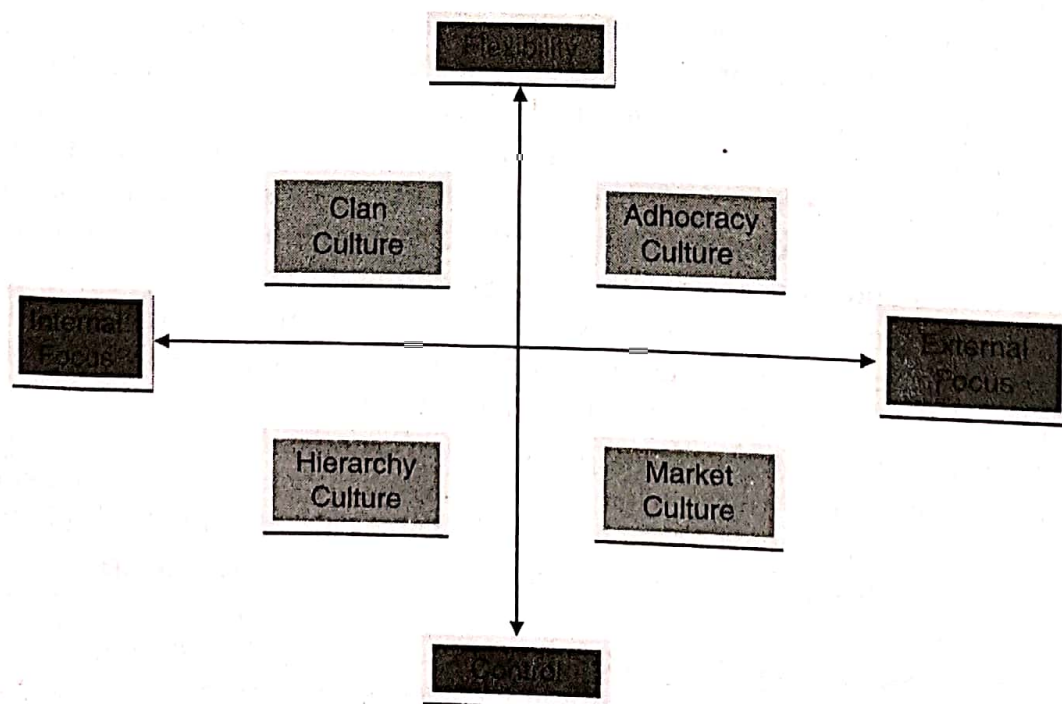 Flexibility
Clan
Culture
Adhocracy
Culture
Internal
Focus
External
Focus
Hierarchy
Culture
Market
Culture
Control